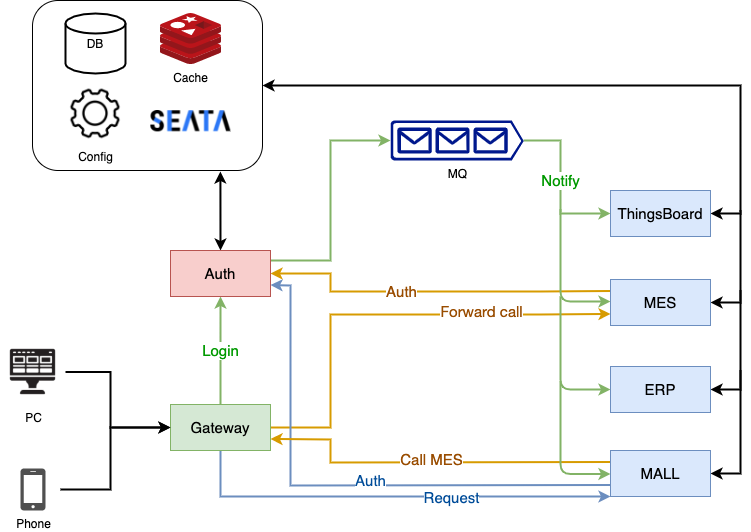 DB
Cache
Config
SEATA
MQ
Notify
ThingsBoard
Auth
Auth
MES
Forward call
Login
PC
ERP
Gateway
Call MES
MALL
Auth
Request
Phone